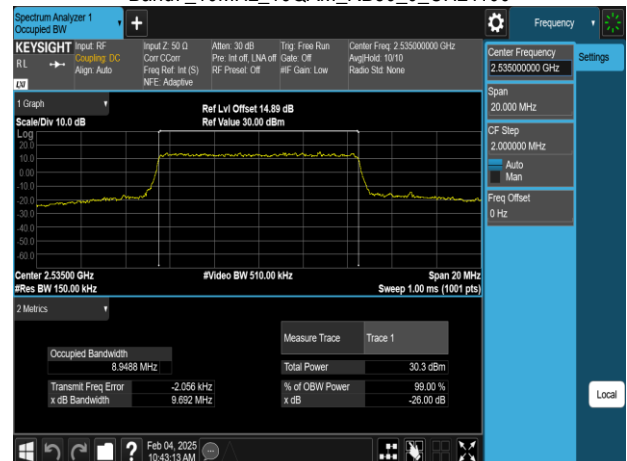 Spectrum Analyzer 1
Occupied BW
Frequency
KEYSIGHT
RL
LXI
Input: RF
Coupling: DC
Align: Auto
Input Z: 50 Ω
Corr CCorr
Freq Ref: Int (S)
NFE: Adaptive
Atten: 30 dB
Pre: Int off, LNA off
RF Preset: Off
Trig: Free Run
Gate: Off
#IF Gain: Low
Center Freq: 2.535000000 GHz
Avg|Hold: 10/10
Radio Std: None
Center Frequency
2.535000000 GHz
Settings
Span
20.000 MHz
CF Step
2.000000 MHz
Auto
Man
Freq Offset
0 Hz
Local
1 Graph
Scale/Div 10.0 dB
Ref Lvl Offset 14.89 dB
Ref Value 30.00 dBm
Log
20.0
10.0
0.00
-10.0
-20.0
-30.0
-40.0
-50.0
-60.0
Center 2.53500 GHz
#Res BW 150.00 kHz
#Video BW 510.00 kHz
Span 20 MHz
Sweep 1.00 ms (1001 pts)
2 Metrics
Measure Trace Trace 1
Occupied Bandwidth
8.9488 MHz
Total Power 30.3 dBm
Transmit Freq Error -2.056 kHz
% of OBW Power 99.00 %
x dB Bandwidth 9.692 MHz
x dB -26.00 dB
Feb 04, 2025
10:43:13 AM